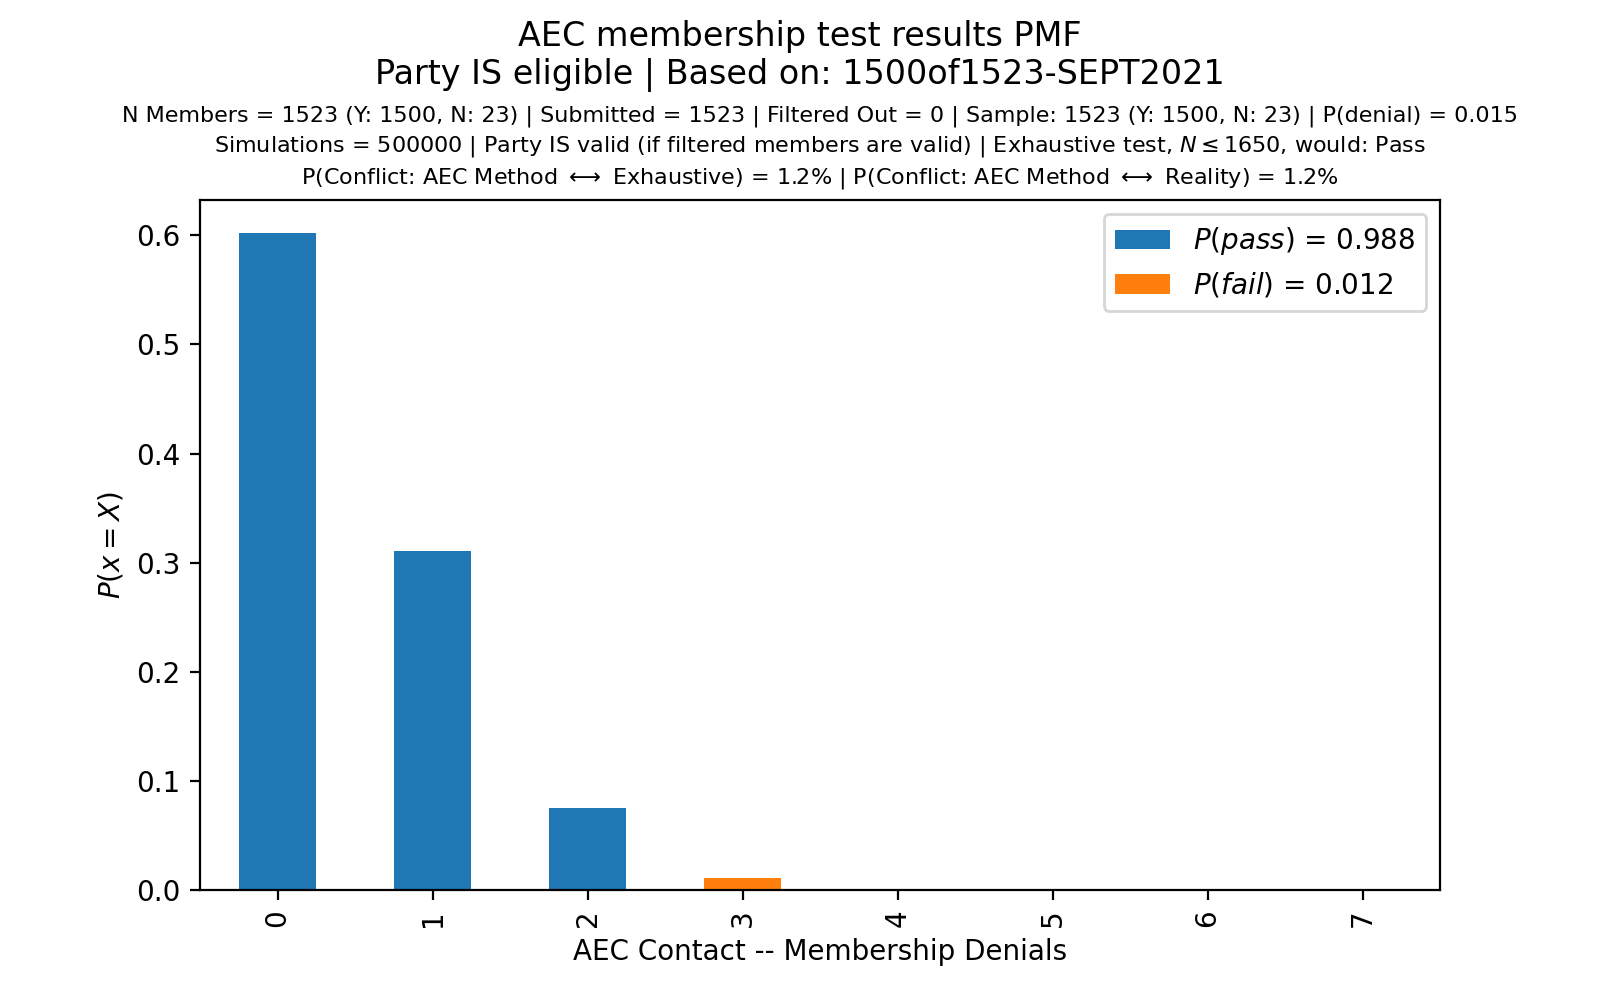 AEC membership test results PMF
Party IS eligible | Based on: 1500of1523-SEPT2021
N Members = 1523 (Y: 1500, N: 23) | Submitted = 1523 | Filtered Out = 0 | Sample: 1523 (Y: 1500, N: 23) | P(denial) = 0.015
Simulations = 500000 | Party IS valid (if filtered members are valid) | Exhaustive test, N ≤ 1650, would: Pass
P(Conflict: AEC Method ⟷ Exhaustive) = 1.2% | P(Conflict: AEC Method ⟷ Reality) = 1.2%
P(pass) = 0.988
P(fail) = 0.012
0.6
0.5
0.4
0.3
0.2
0.1
0.0
P(x = X)
0 1 2 3 4 5 6 7
AEC Contact -- Membership Denials